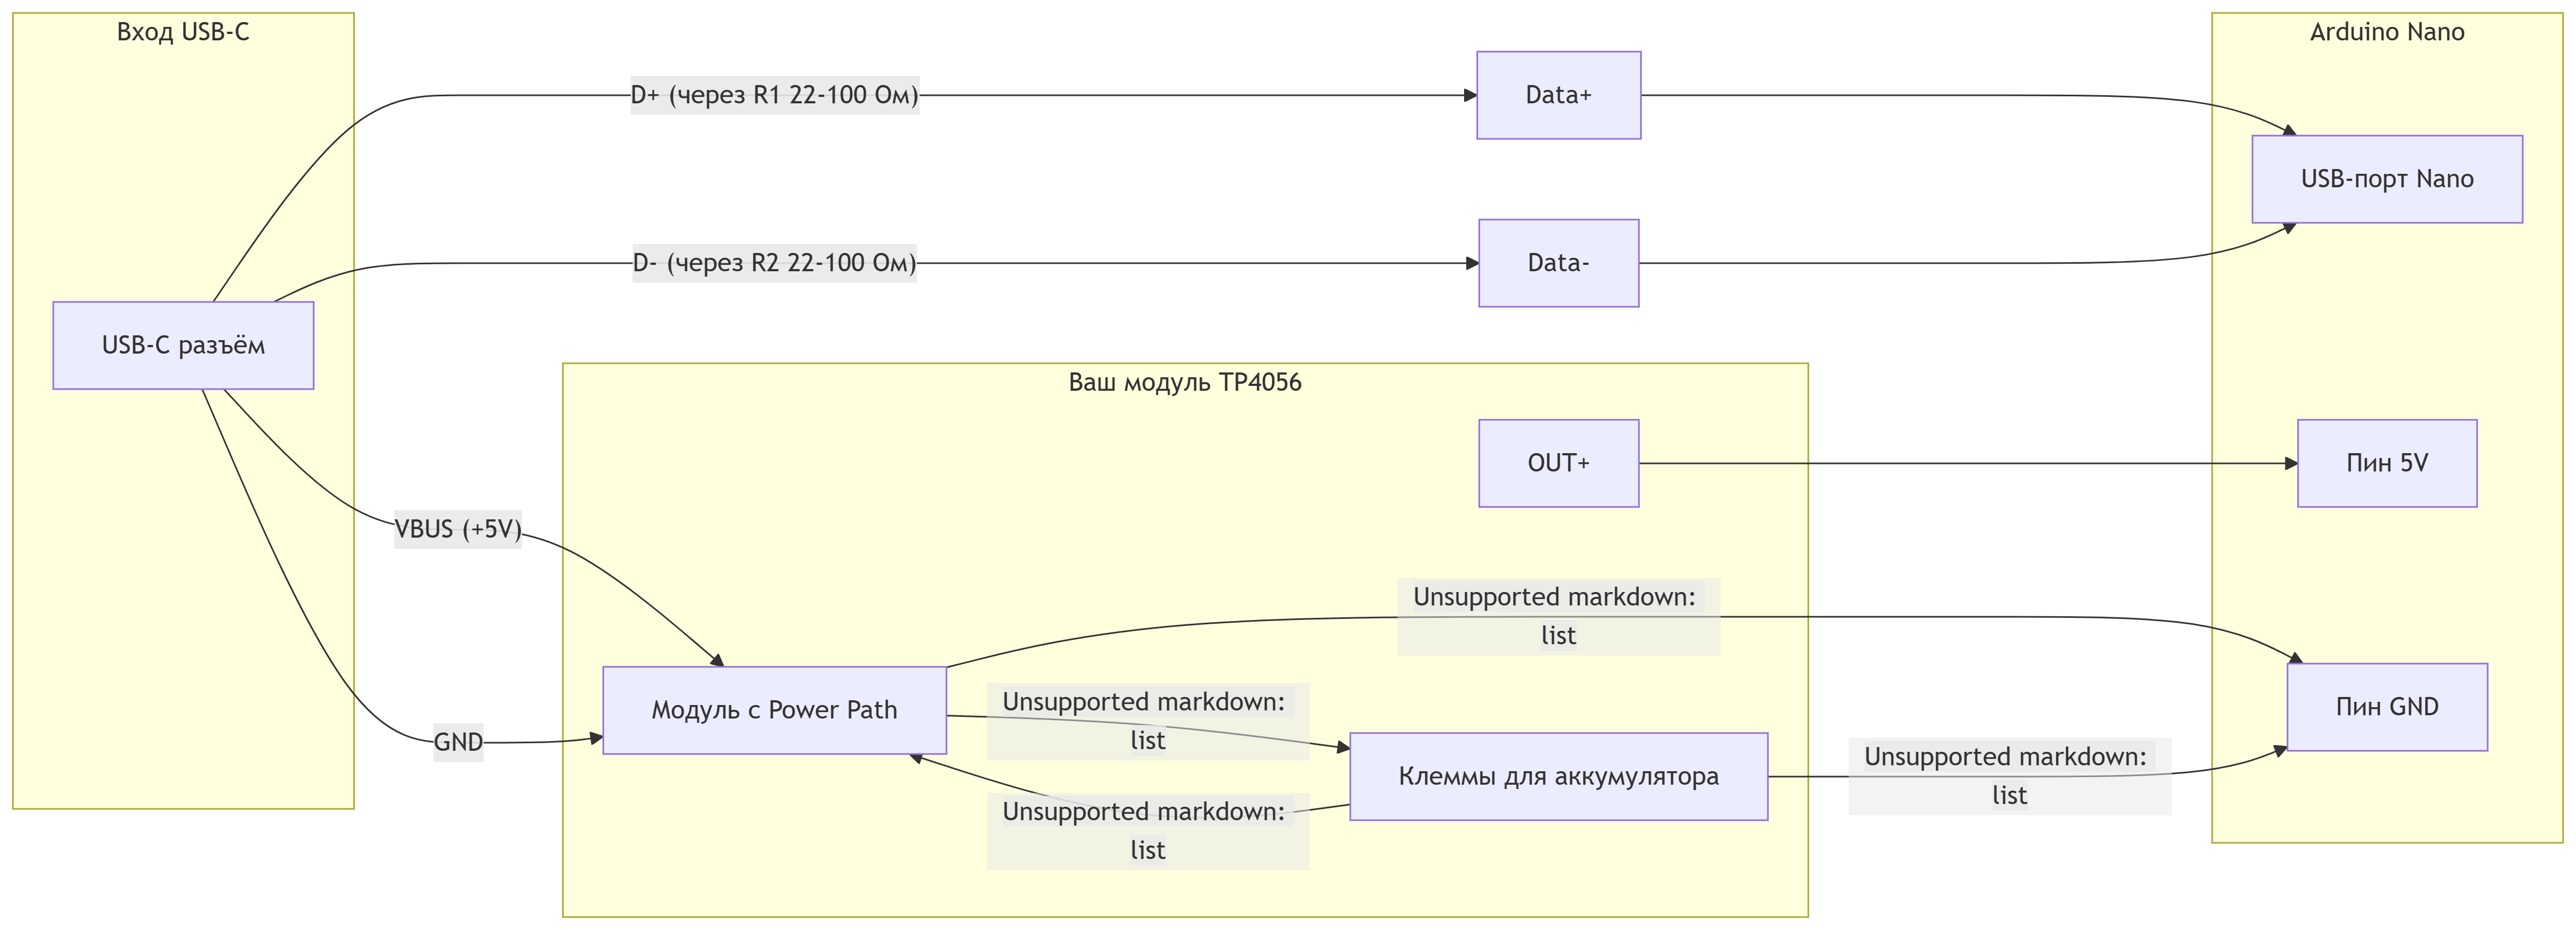 Вход USB-C
Arduino Nano
D+ (через R1 22-100 Ом)
Data+
USB-порт Nano
D- (через R2 22-100 Ом)
Data-
USB-C разъём
Ваш модуль TP4056
OUT+
Пин 5V
VBUS (+5V)
Unsupported markdown:
list
Модуль с Power Path
Unsupported markdown:
list
Пин GND
GND
Клеммы для аккумулятора
Unsupported markdown:
list
Unsupported markdown:
list